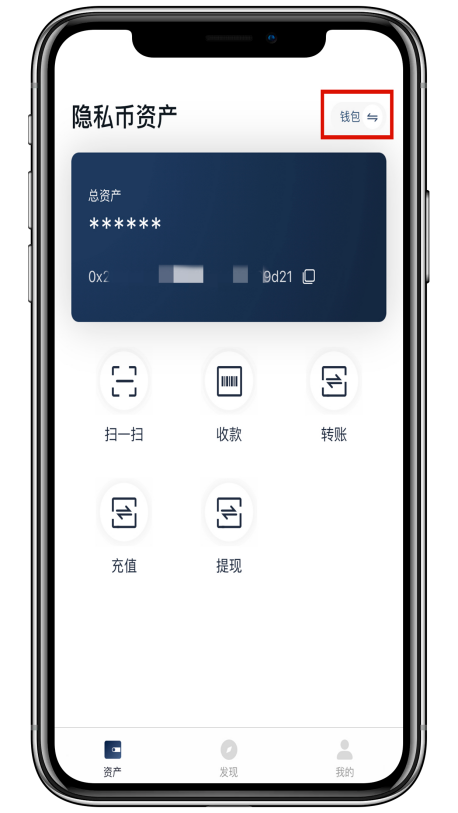 隐私币资产
钱包
总资产
******
0x2 9d21
扫一扫 收款 转账
充值 提现
资产 发现 我的